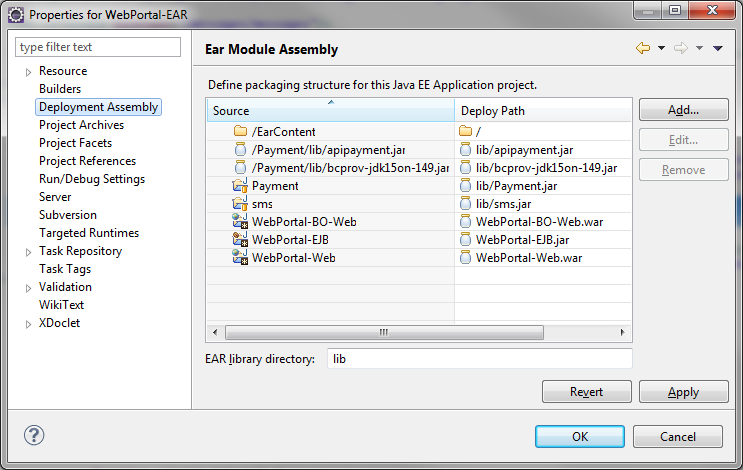 Properties for WebPortal-EAR
type filter text
Resource
Builders
Deployment Assembly
Project Archives
Project Facets
Project References
Run/Debug Settings
Server
Subversion
Targeted Runtimes
Task Repository
Task Tags
Validation
WikiText
XDoclet
Ear Module Assembly
Define packaging structure for this Java EE Application project.
Source Deploy Path
/EarContent /
/Payment/lib/apipayment.jar lib/apipayment.jar
/Payment/lib/bcprov-jdk15on-149.jar lib/bcprov-jdk15on-149.jar
Payment lib/Payment.jar
sms lib/sms.jar
WebPortal-BO-Web WebPortal-BO-Web.war
WebPortal-EJB WebPortal-EJB.jar
WebPortal-Web WebPortal-Web.war
Add...
Edit...
Remove
EAR library directory: lib
Revert Apply
OK Cancel